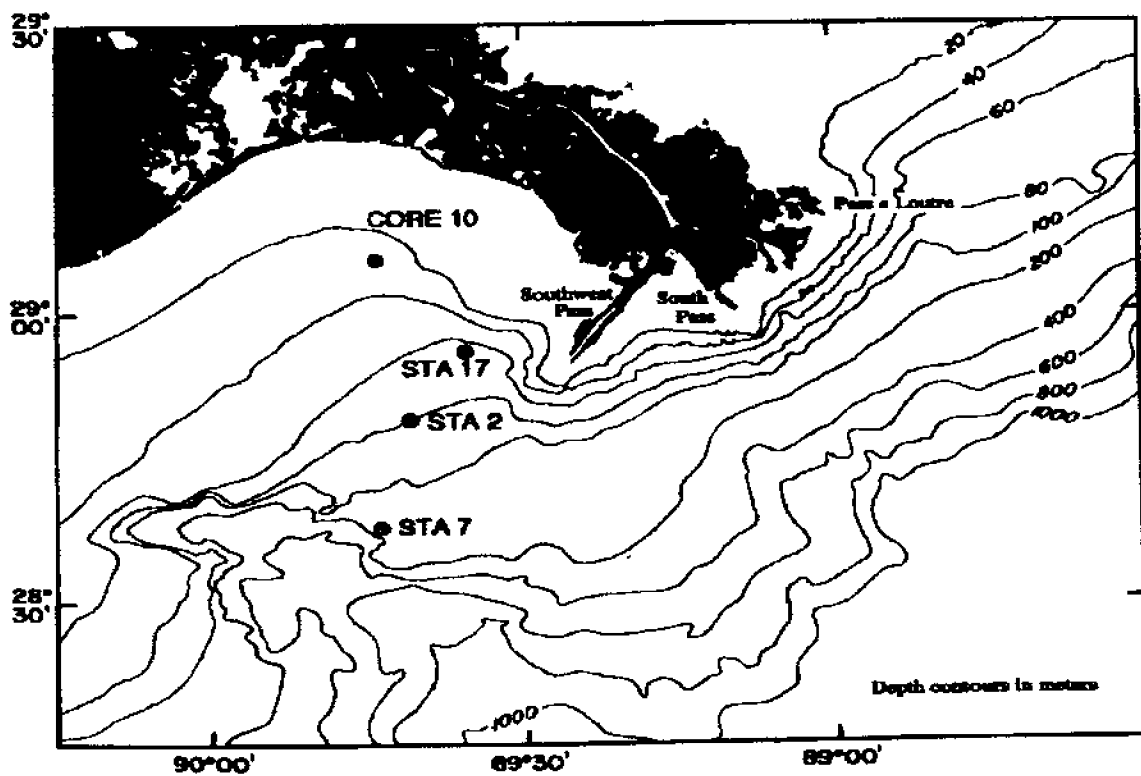 29°
30'
20
40
60
Pass a Loutre
80
CORE 10
100
200
Southwest
Pass
South
Pass
29°
00'
400
STA 17
600
800
1000
STA 2
STA 7
28°
30'
Depth contours in meters
1000
90°00'
89°30'
89°00'